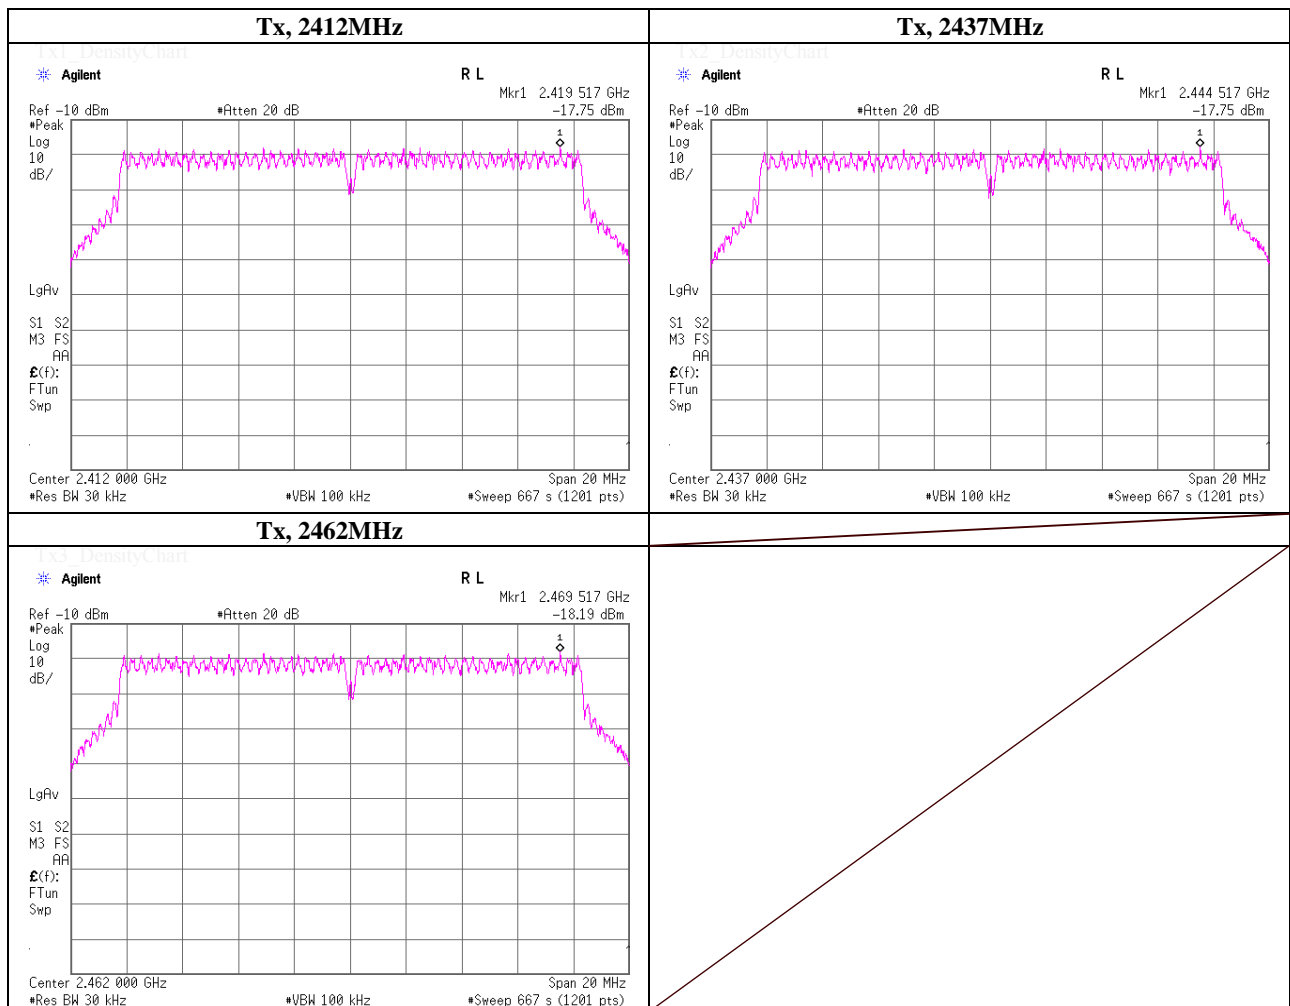 Tx, 2412MHz
Tx, 2437MHz
Tx1_DensityChart
Agilent
R L
Mkr1 2.419 517 GHz
Ref -10 dBm
#Atten 20 dB
-17.75 dBm
#Peak
Log
10
dB/
1
LgAv
S1 S2
M3 FS
AA
£(f):
FTun
Swp
Center 2.412 000 GHz
Span 20 MHz
#Res BW 30 kHz
#VBW 100 kHz
#Sweep 667 s (1201 pts)
Tx2_DensityChart
Agilent
R L
Mkr1 2.444 517 GHz
Ref -10 dBm
#Atten 20 dB
-17.75 dBm
#Peak
Log
10
dB/
1
LgAv
S1 S2
M3 FS
AA
£(f):
FTun
Swp
Center 2.437 000 GHz
Span 20 MHz
#Res BW 30 kHz
#VBW 100 kHz
#Sweep 667 s (1201 pts)
Tx, 2462MHz
Tx3_DensityChart
Agilent
R L
Mkr1 2.469 517 GHz
Ref -10 dBm
#Atten 20 dB
-18.19 dBm
#Peak
Log
10
dB/
1
LgAv
S1 S2
M3 FS
AA
£(f):
FTun
Swp
Center 2.462 000 GHz
Span 20 MHz
#Res BW 30 kHz
#VBW 100 kHz
#Sweep 667 s (1201 pts)